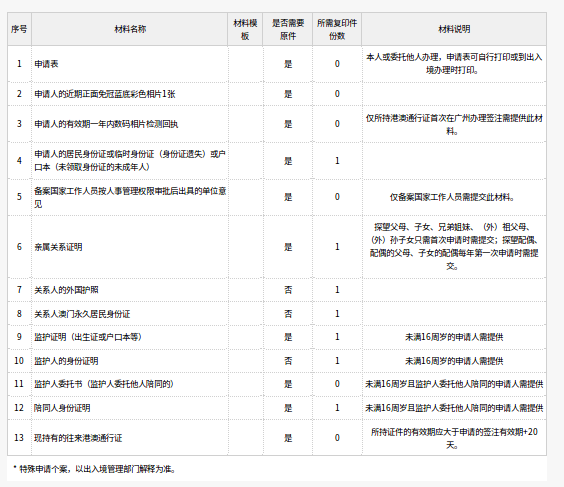 序号 材料名称 材料模板 是否需要原件 所需复印件份数 材料说明
1 申请表 是 0 本人或委托他人办理，申请表可自行打印或到出入
境办理时打印。
2 申请人的近期正面免冠蓝底彩色相片1张 是 0
3 申请人的有效期一年内数码相片检测回执 是 0 仅所持港澳通行证首次在广州办理签注需提供此材
料。
4 申请人的居民身份证或临时身份证（身份证遗失）或户
口本（未领取身份证的未成年人） 是 1
5 备案国家工作人员按人事管理权限审批后出具的单位意
见 是 0 仅备案国家工作人员需提交此材料。
6 亲属关系证明 是 1 探望父母、子女、兄弟姐妹、（外）祖父母、
（外）孙子女只需首次申请时需提交；探望配偶、
配偶的父母、子女的配偶每年第一次申请时需提
交。
7 关系人的外国护照 否 1
8 关系人澳门永久居民身份证 否 1
9 监护证明（出生证或户口本等） 是 1 未满16周岁的申请人需提供
10 监护人的身份证明 否 1 未满16周岁的申请人需提供
11 监护人委托书（监护人委托他人陪同的） 是 0 未满16周岁且监护人委托他人陪同的申请人需提供
12 陪同人身份证明 是 1 未满16周岁且监护人委托他人陪同的申请人需提供
13 现持有的往来港澳通行证 是 0 所持证件的有效期应大于申请的签注有效期+20
天。
* 特殊申请个案，以出入境管理部门解释为准。